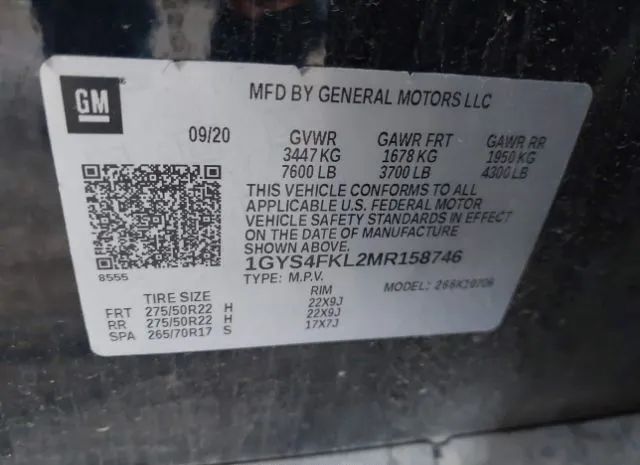 GM
MFD BY GENERAL MOTORS LLC
09/20 GVWR GAWR FRT GAWR RR
3447 KG 1678 KG 1950 KG
7600 LB 3700 LB 4300 LB
THIS VEHICLE CONFORMS TO ALL
APPLICABLE U.S. FEDERAL MOTOR
VEHICLE SAFETY STANDARDS IN EFFECT
ON THE DATE OF MANUFACTURE
SHOWN ABOVE.
8555
1GYS4FKL2MR158746
TYPE: M.P.V. MODEL:
TIRE SIZE RIM
FRT 275/50R22 H 22X9J
RR 275/50R22 H 22X9J
SPA 265/70R17 S 17X7J